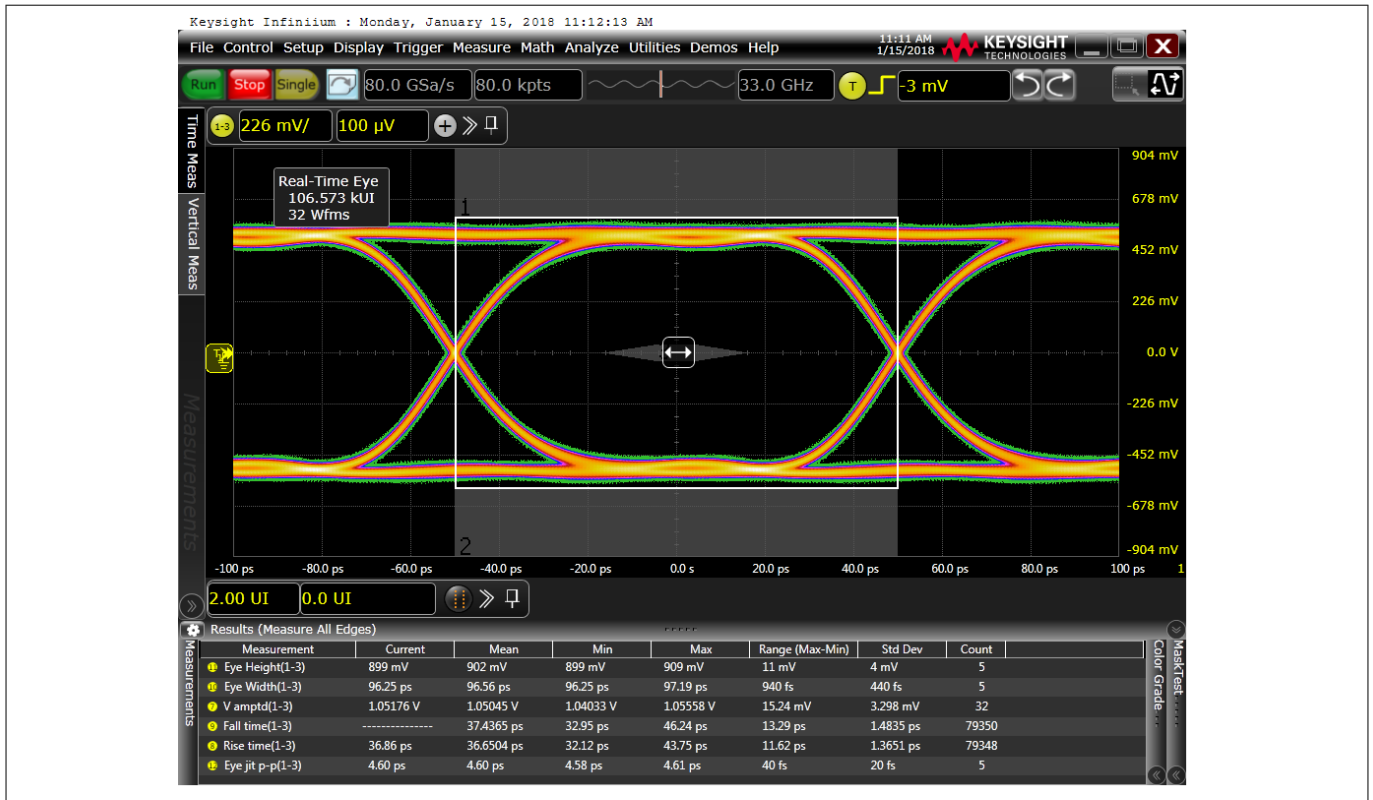 Keysight Infiniium : Monday, January 15, 2018 11:12:13 AM
File Control Setup Display Trigger Measure Math Analyze Utilities Demos Help
11:11 AM
1/15/2018
KEYSIGHT
TECHNOLOGIES
Run Stop Single 80.0 GSa/s 80.0 kpts 33.0 GHz T -3 mV
1-3 226 mV/ 100 µV
Time Meas
Vertical Meas
Measurements
Real-Time Eye
106.573 kUI
32 Wfms
1
2
904 mV
678 mV
452 mV
226 mV
0.0 V
-226 mV
-452 mV
-678 mV
-904 mV
-100 ps -80.0 ps -60.0 ps -40.0 ps -20.0 ps 0.0 s 20.0 ps 40.0 ps 60.0 ps 80.0 ps 100 ps 1
2.00 UI 0.0 UI
Results (Measure All Edges)
Measurements
Measurement Current Mean Min Max Range (Max-Min) Std Dev Count
11 Eye Height(1-3) 899 mV 902 mV 899 mV 909 mV 11 mV 4 mV 5
10 Eye Width(1-3) 96.25 ps 96.56 ps 96.25 ps 97.19 ps 940 fs 440 fs 5
7 V amptd(1-3) 1.05176 V 1.05045 V 1.04033 V 1.05558 V 15.24 mV 3.298 mV 32
9 Fall time(1-3) --------------- 37.4365 ps 32.95 ps 46.24 ps 13.29 ps 1.4835 ps 79350
8 Rise time(1-3) 36.86 ps 36.6504 ps 32.12 ps 43.75 ps 11.62 ps 1.3651 ps 79348
12 Eye jit p-p(1-3) 4.60 ps 4.60 ps 4.58 ps 4.61 ps 40 fs 20 fs 5
Color Grade...
MaskTest...